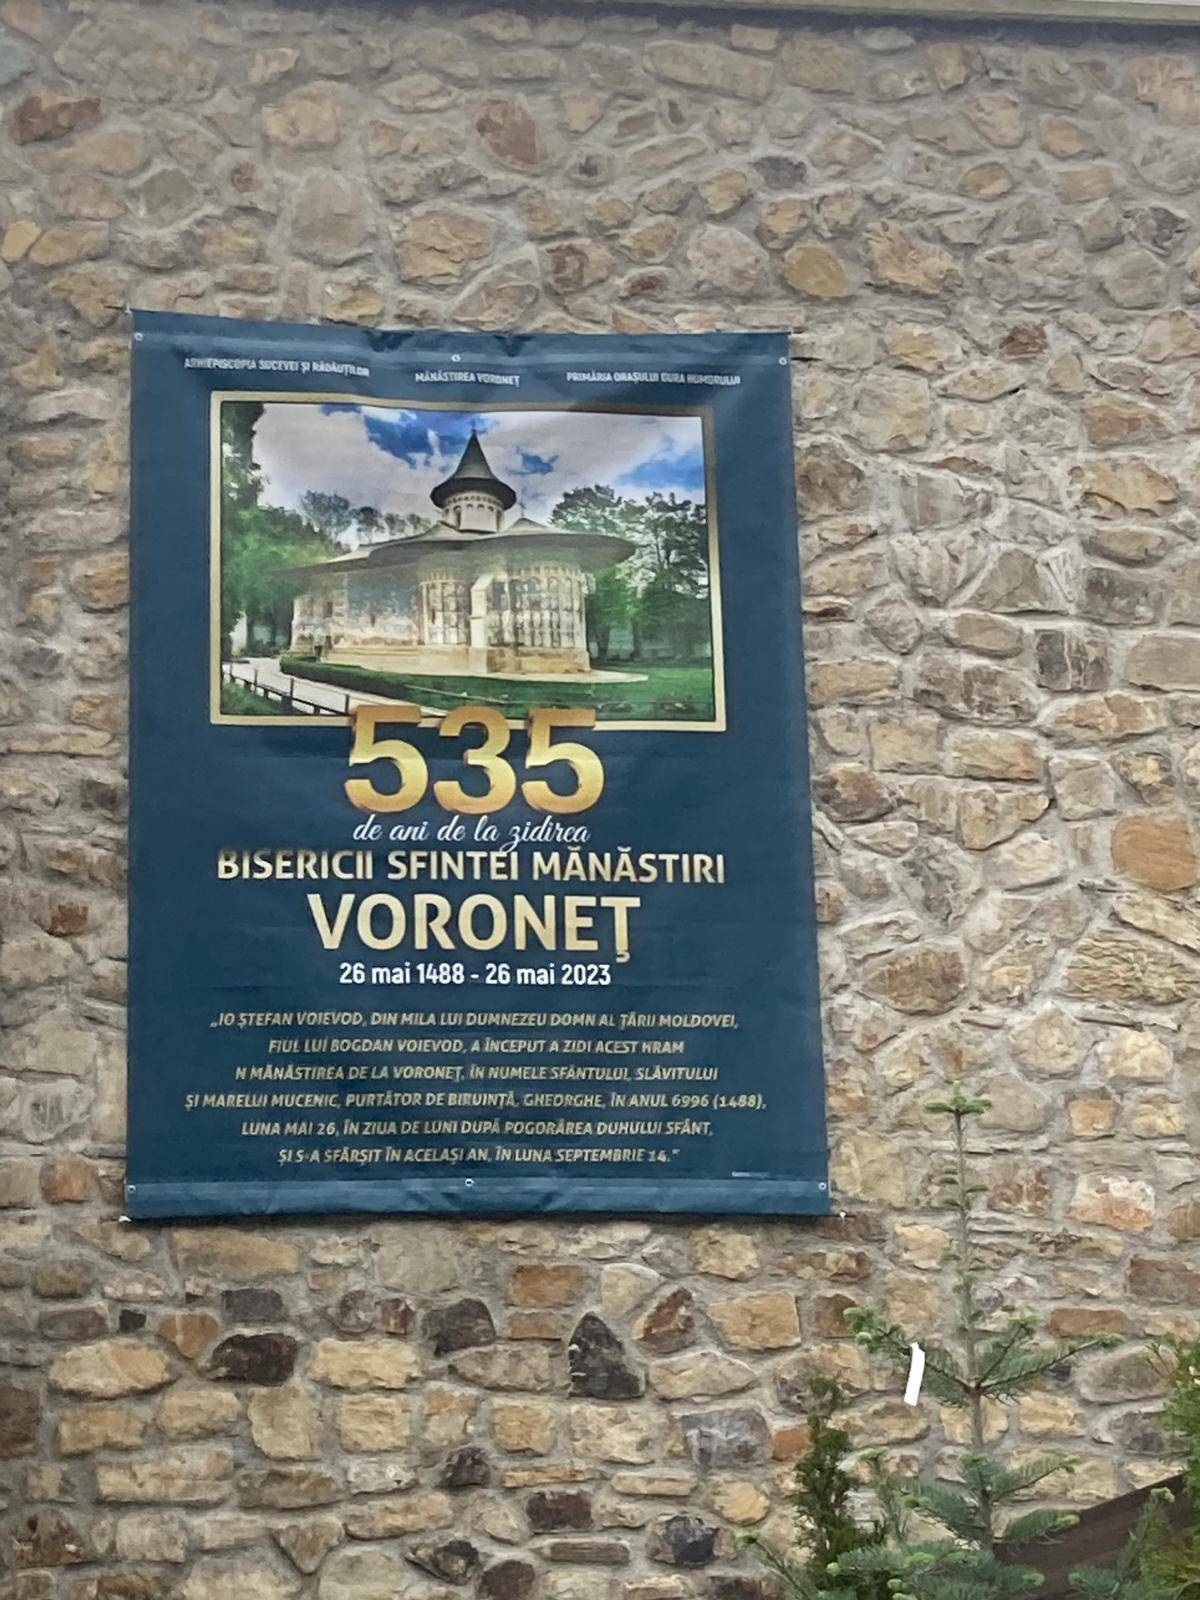 ARHIEPISCOPIA SUCEVEI ȘI RĂDĂUȚILOR
MĂNĂSTIREA VORONEȚ
PRIMĂRIA ORAȘULUI GURA HUMORULUI
535
de ani de la zidirea
BISERICII SFINTEI MĂNĂSTIRI
VORONEȚ
26 mai 1488 - 26 mai 2023
„IO ȘTEFAN VOIEVOD, DIN MILA LUI DUMNEZEU DOMN AL ȚĂRII MOLDOVEI,
FIUL LUI BOGDAN VOIEVOD, A ÎNCEPUT A ZIDI ACEST HRAM
N MĂNĂSTIREA DE LA VORONEȚ, ÎN NUMELE SFÂNTULUI, SLĂVITULUI
ȘI MARELUI MUCENIC, PURTĂTOR DE BIRUINȚĂ, GHEORGHE, ÎN ANUL 6996 (1488),
LUNA MAI 26, ÎN ZIUA DE LUNI DUPĂ POGORÂREA DUHULUI SFÂNT,
ȘI S-A SFÂRȘIT ÎN ACELAȘI AN, ÎN LUNA SEPTEMBRIE 14."